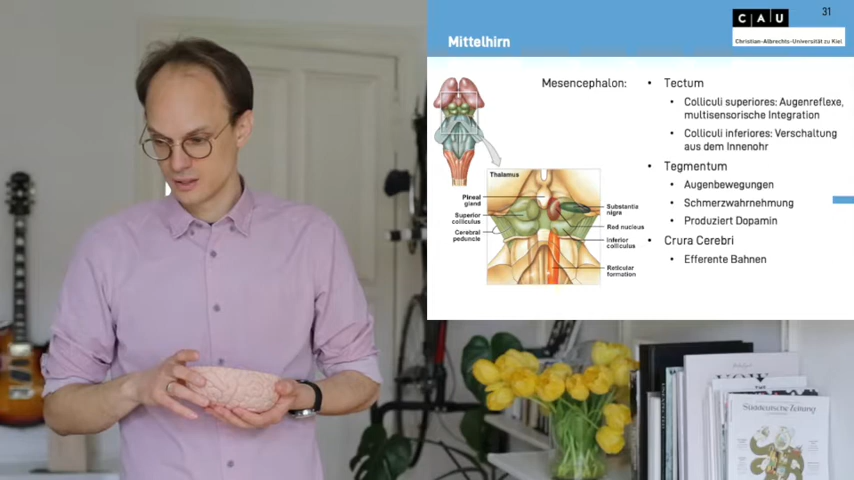 31
CAU
Christian-Albrechts-Universität zu Kiel
Mittelhirn
Mesencephalon:
• Tectum
• Colliculi superiores: Augenreflexe,
multisensorische Integration
• Colliculi inferiores: Verschaltung
aus dem Innenohr
• Tegmentum
• Augenbewegungen
• Schmerzwahrnehmung
• Produziert Dopamin
• Crura Cerebri
• Efferente Bahnen
Thalamus
Pineal
gland
Superior
colliculus
Cerebral
peduncle
Substantia
nigra
Red nucleus
Inferior
colliculus
Reticular
formation
Süddeutsche Zeitung